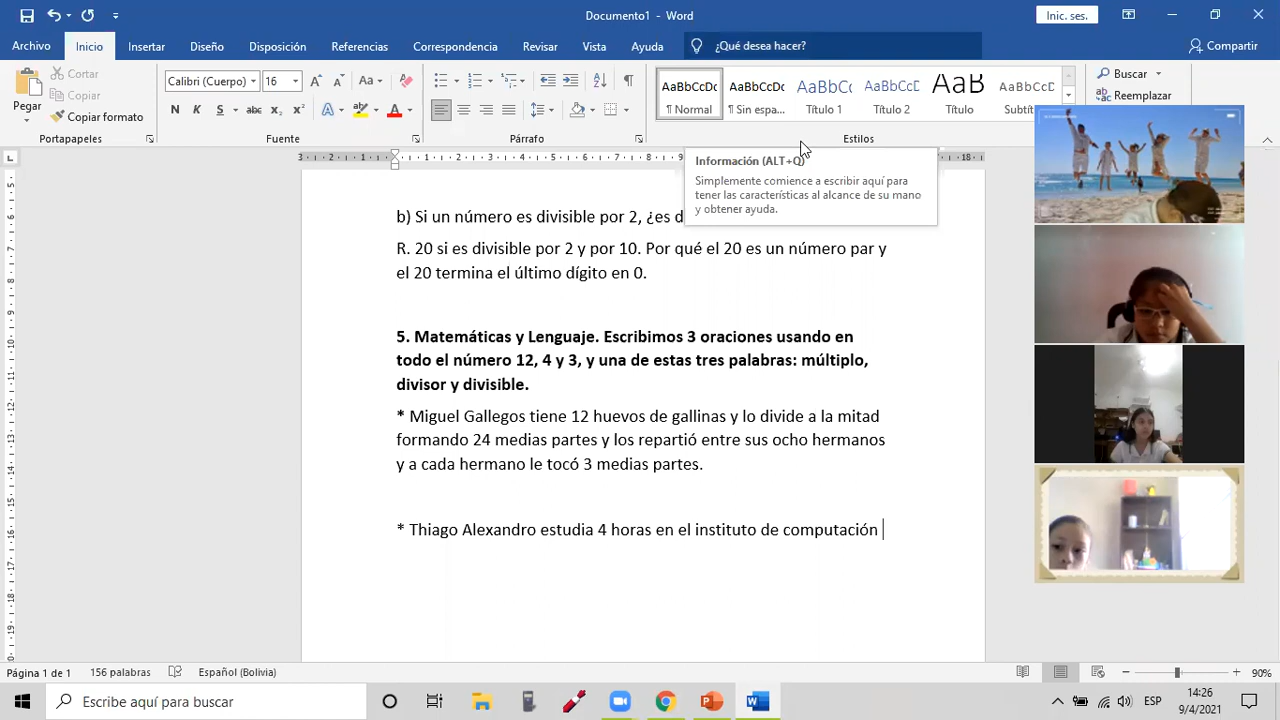 Documento1 - Word
Inic. ses.
Archivo Inicio Insertar Diseño Disposición Referencias Correspondencia Revisar Vista Ayuda ¿Qué desea hacer? Compartir
Pegar
Cortar
Copiar
Copiar formato
Portapapeles
Calibri (Cuerpo) 16
Aa
N K S abc x₂ x²
Fuente
Párrafo
AaBbCcDc AaBbCcDc AaBbCc AaBbCcD AaB AaBbCcD
¶ Normal ¶ Sin espa... Título 1 Título 2 Título
Estilos
Buscar
Reemplazar
Información (ALT+Q)
Simplemente comience a escribir aquí para
tener las características al alcance de su mano
y obtener ayuda.
b) Si un número es divisible por 2, ¿es d
R. 20 si es divisible por 2 y por 10. Por qué el 20 es un número par y
el 20 termina el último dígito en 0.
5. Matemáticas y Lenguaje. Escribimos 3 oraciones usando en
todo el número 12, 4 y 3, y una de estas tres palabras: múltiplo,
divisor y divisible.
* Miguel Gallegos tiene 12 huevos de gallinas y lo divide a la mitad
formando 24 medias partes y los repartió entre sus ocho hermanos
y a cada hermano le tocó 3 medias partes.
* Thiago Alexandro estudia 4 horas en el instituto de computación
Página 1 de 1 156 palabras Español (Bolivia) 90%
Escribe aquí para buscar
ESP
14:26
9/4/2021